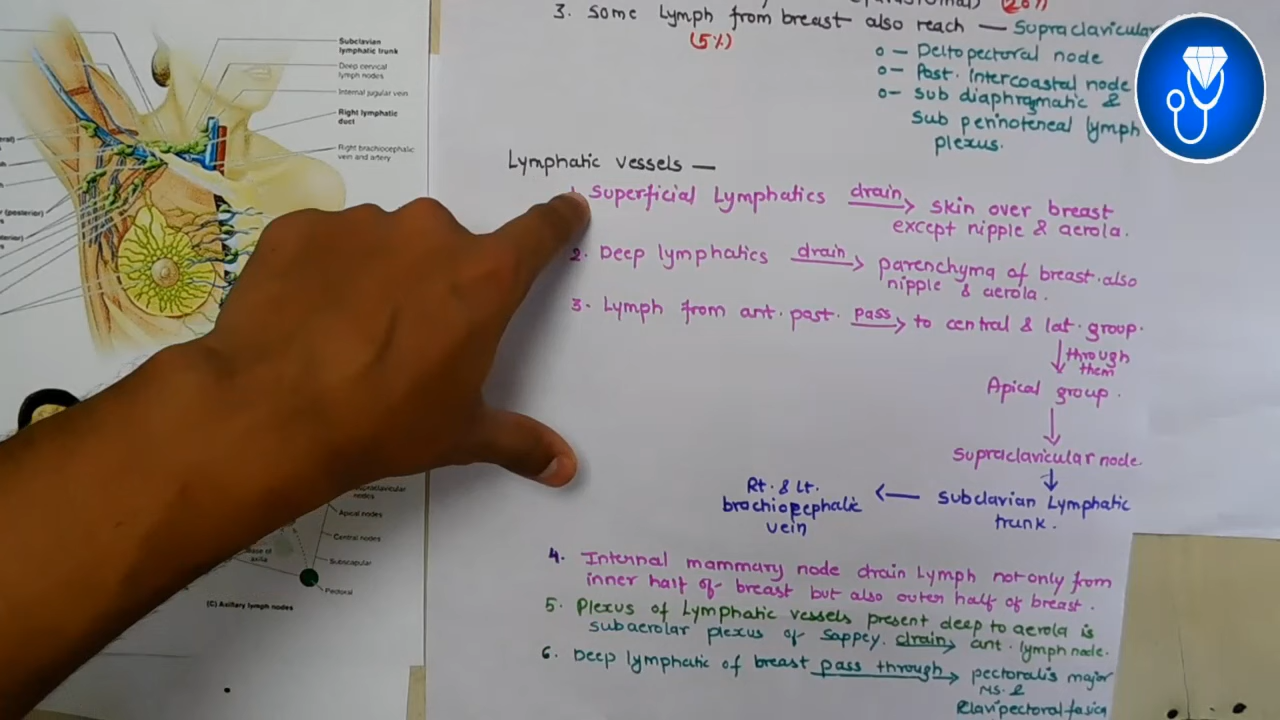 (20%)
3. Some Lymph from breast also reach — Supraclavicular
(5%)
o – Deltopectoral node
o – Post. intercoastal node
o – Sub diaphragmatic &
Sub perinoteneal lymph
plexus.
Lymphatic vessels —
Superficial Lymphatics drain→ skin over breast
except nipple & aerola.
2. Deep lymphatics drain→ parenchyma of breast. also
nipple & aerola.
3. Lymph from ant. post. pass→ to central & lat. group.
↓ through
them
Apical group.
↓
Supraclavicular node.
↓
Rt. & Lt. brachiocephalic vein ← Subclavian Lymphatic
trunk.
4. Internal mammary node drain Lymph not only from
inner half of breast but also outer half of breast.
5. Plexus of Lymphatic vessels present deep to aerola is
subaerolar plexus of Sappey. drain→ ant. lymph node.
6. Deep lymphatic of breast pass through→ pectoralis major
Ms. &
Clavipectoral fasica
Subclavian
lymphatic trunk
Deep cervical
lymph nodes
Internal jugular vein
Right lymphatic
duct
Right brachiocephalic
vein and artery
(posterior)
Apical nodes
Central nodes
Subscapular
Pectoral
axilla
(C) Axillary lymph nodes